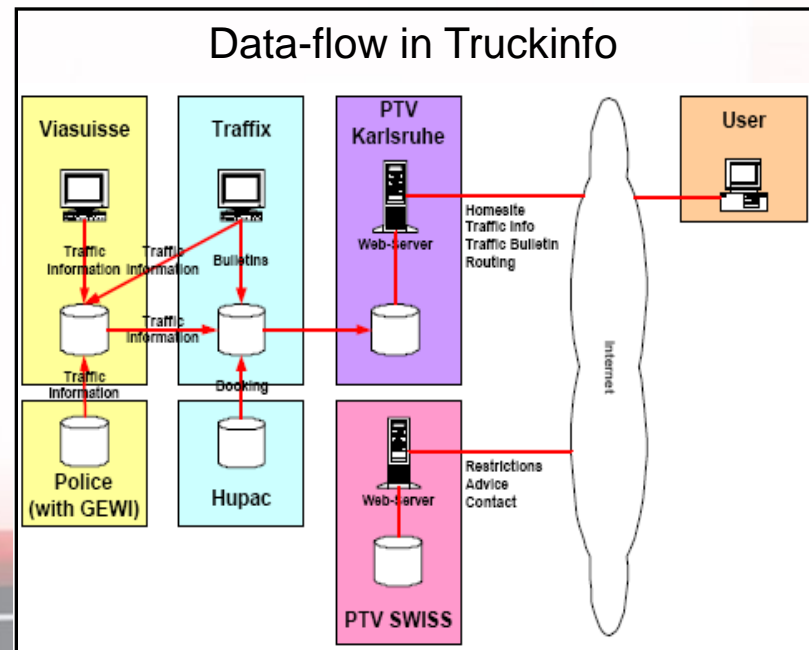 Data-flow in Truckinfo
Viasuisse
Traffix
PTV
Karlsruhe
User
Traffic
Information
Traffic
Information
Bulletins
Web-Server
Homesite
Traffic Info
Traffic Bulletin
Routing
Traffic
Information
Traffic
Information
Booking
Internet
Police
(with GEWI)
Hupac
Web-Server
Restrictions
Advice
Contact
PTV SWISS